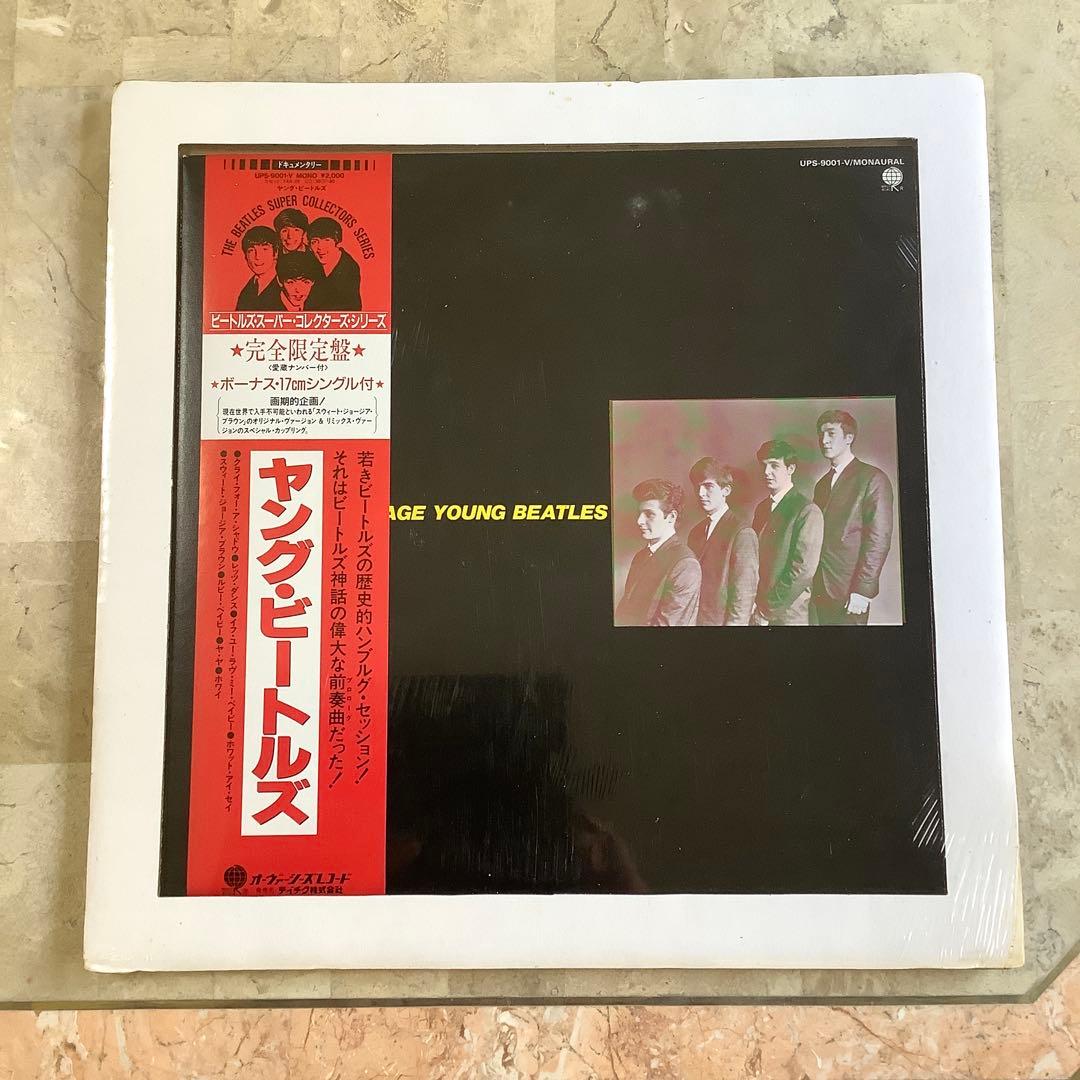 ドキュメンタリー
UPS-9001-V MONO ¥2,000
ヤング・ビートルズ
THE BEATLES SUPER COLLECTORS SERIES
ビートルズ・スーパー・コレクターズ・シリーズ
★完全限定盤★
〈愛蔵ナンバー付〉
★ボーナス・17cmシングル付★
画期的企画!
現在世界で入手不可能といわれる「スウィート・ジョージア・
ブラウン」のオリジナル・ヴァージョン & リミックス・ヴァー
ジョンのスペシャル・カップリング。
若きビートルズの歴史的ハンブルグ・セッション!
それはビートルズ神話の偉大な前奏曲だった!
プロローグ
ヤング・ビートルズ
●クライ・フォー・ア・シャドウ●レッツ・ダンス●イフ・ユー・ラヴ・ミー・ベイビー●ホワット・アイ・セイ
●スウィート・ジョージア・ブラウン●ルビー・ベイビー●ヤ・ヤ●ホワイ
オーヴァーシーズレコード
発売元 テイチク株式会社
UPS-9001-V/MONAURAL
AGE YOUNG BEATLES